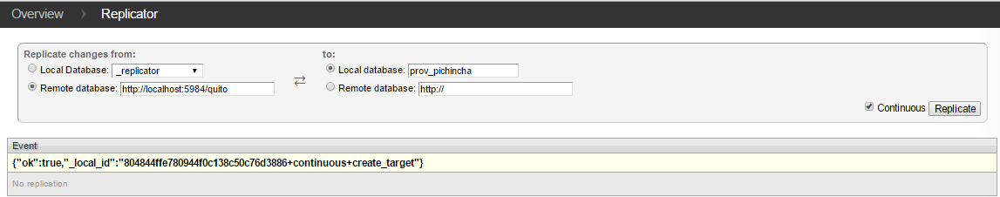 Overview Replicator
Replicate changes from: to:
Local Database: _replicator Local database: prov_pichincha
Remote database: http://localhost:5984/quito Remote database: http://
Continuous Replicate
Event
{"ok":true,"_local_id":"804844ffe780944f0c138c50c76d3886+continuous+create_target"}
No replication